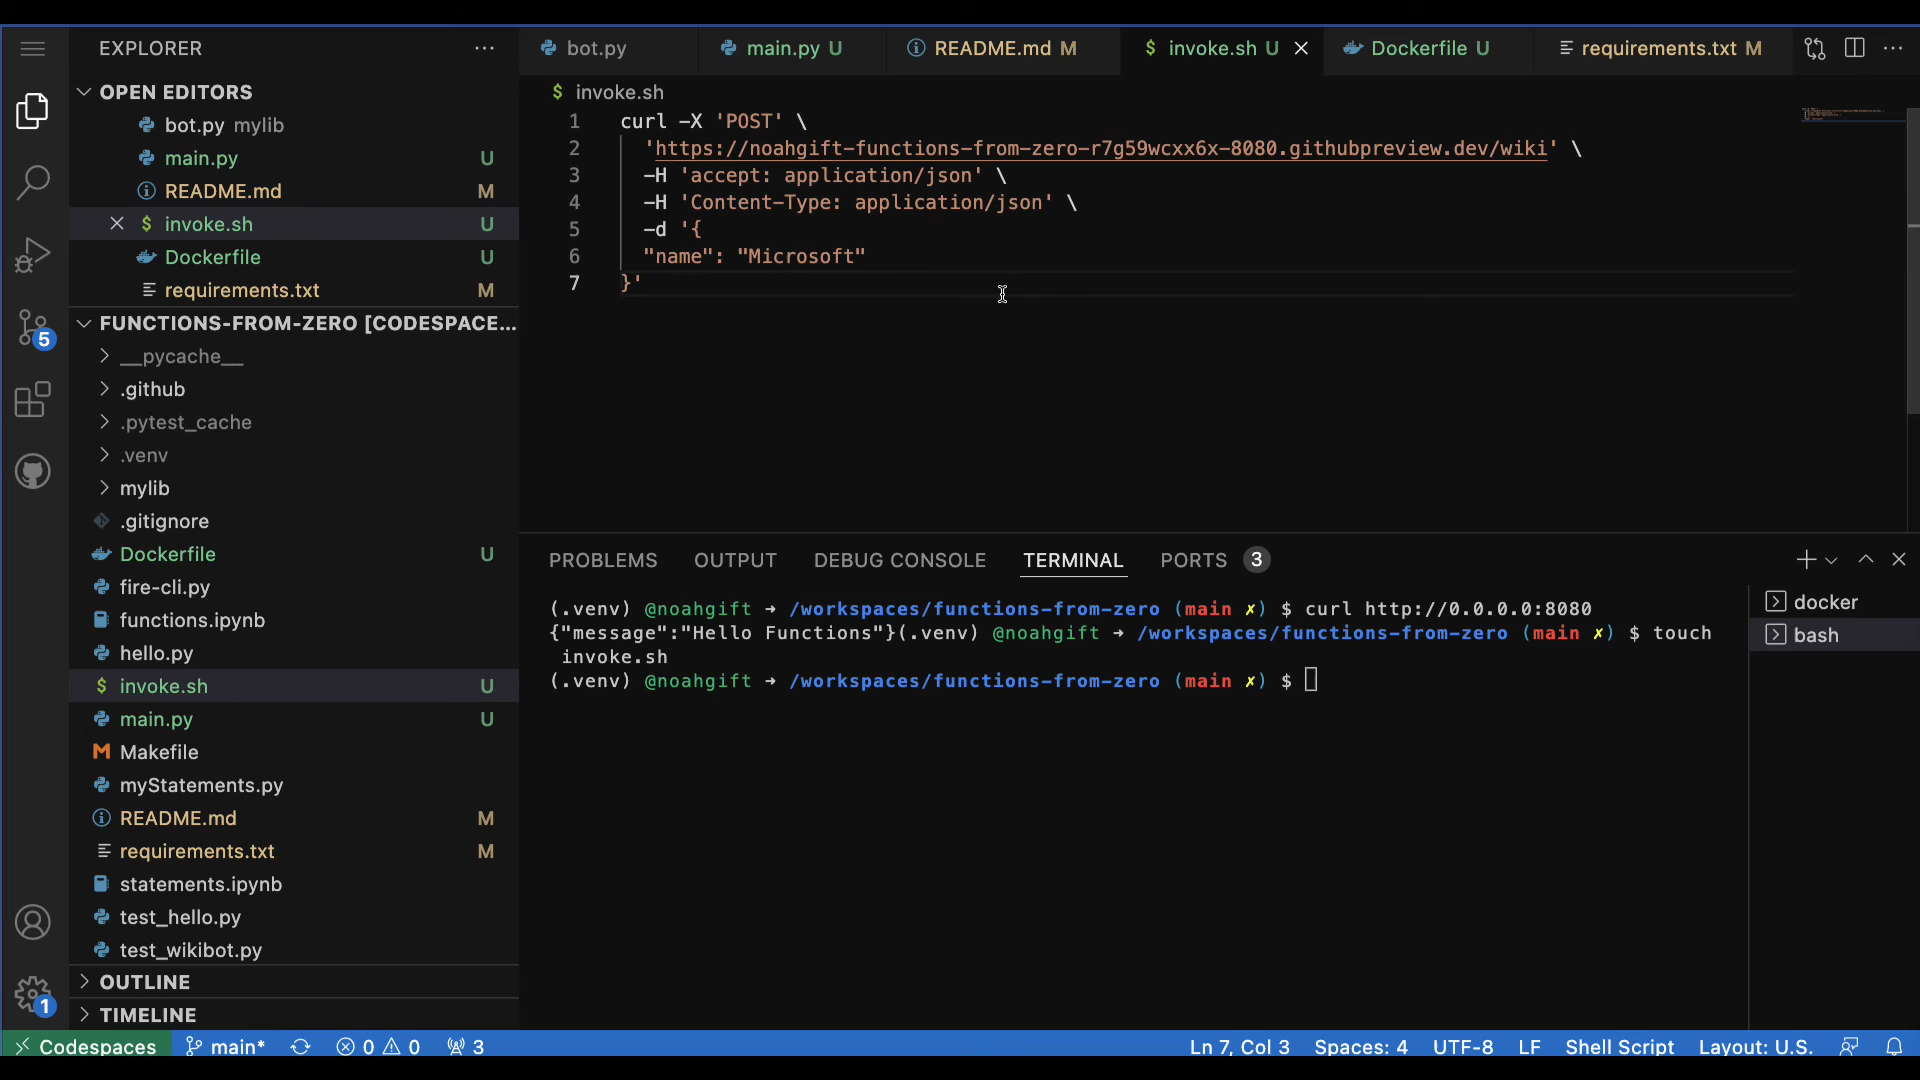 EXPLORER
OPEN EDITORS
bot.py mylib
main.py U
README.md M
invoke.sh U
Dockerfile U
requirements.txt M
FUNCTIONS-FROM-ZERO [CODESPACE...
__pycache__
.github
.pytest_cache
.venv
mylib
.gitignore
Dockerfile U
fire-cli.py
functions.ipynb
hello.py
invoke.sh U
main.py U
Makefile
myStatements.py
README.md M
requirements.txt M
statements.ipynb
test_hello.py
test_wikibot.py
OUTLINE
TIMELINE
5
1
bot.py main.py U README.md M invoke.sh U Dockerfile U requirements.txt M
$ invoke.sh
1 curl -X 'POST' \
2 'https://noahgift-functions-from-zero-r7g59wcxx6x-8080.githubpreview.dev/wiki' \
3 -H 'accept: application/json' \
4 -H 'Content-Type: application/json' \
5 -d '{
6 "name": "Microsoft"
7 }'
PROBLEMS OUTPUT DEBUG CONSOLE TERMINAL PORTS 3
(.venv) @noahgift → /workspaces/functions-from-zero (main ✗) $ curl http://0.0.0.0:8080
{"message":"Hello Functions"}(.venv) @noahgift → /workspaces/functions-from-zero (main ✗) $ touch
invoke.sh
(.venv) @noahgift → /workspaces/functions-from-zero (main ✗) $
docker
bash
Codespaces main* 0 0 3 Ln 7, Col 3 Spaces: 4 UTF-8 LF Shell Script Layout: U.S.